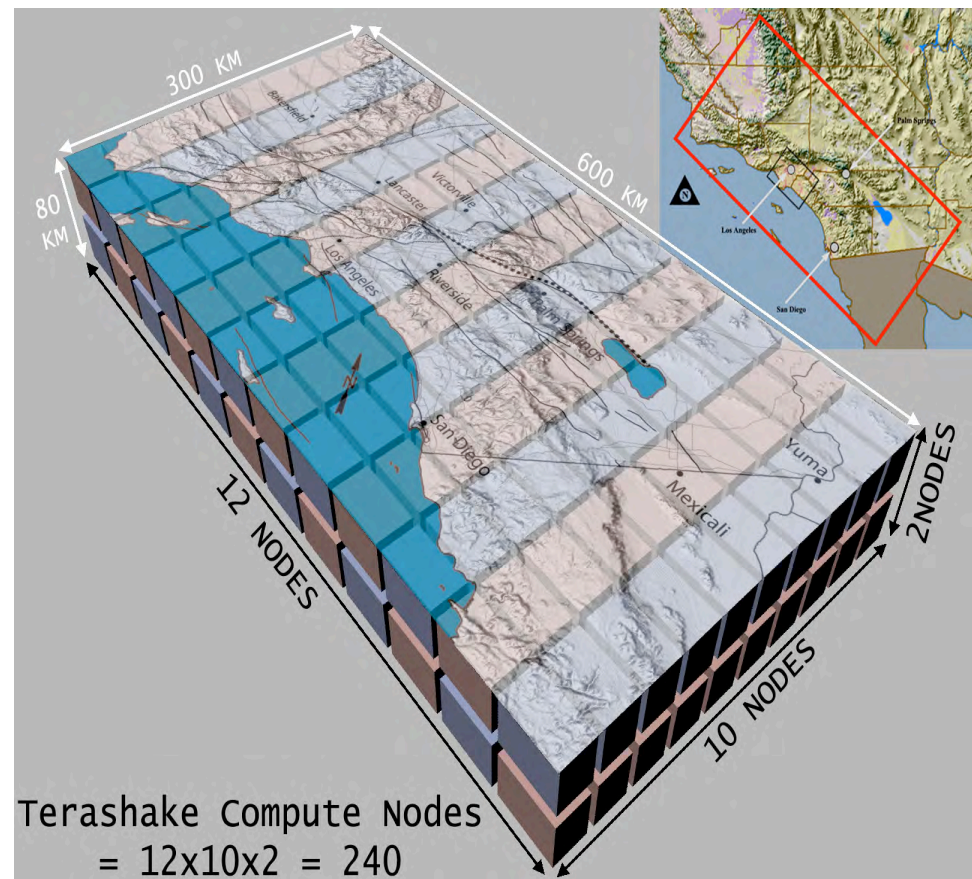 300 KM
600 KM
80
KM
Bakersfield
Lancaster
Victorville
Los Angeles
Riverside
Springs
San Diego
Mexicali
Yuma
N
12 NODES
10 NODES
2NODES
Palm Springs
Los Angeles
San Diego
Terashake Compute Nodes
= 12x10x2 = 240